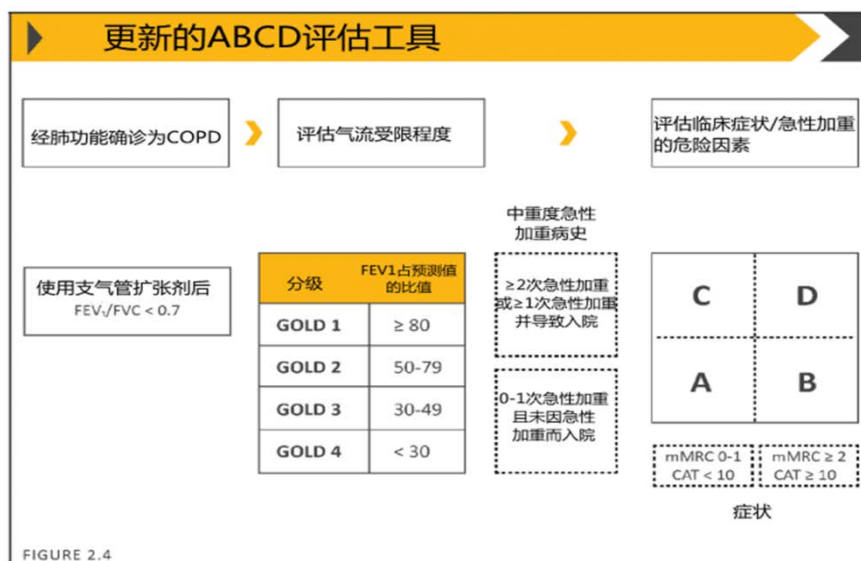 更新的ABCD评估工具
经肺功能确诊为COPD
评估气流受限程度
评估临床症状/急性加重
的危险因素
使用支气管扩张剂后
FEV₁/FVC < 0.7
分级
FEV1占预测值
的比值
GOLD 1
≥ 80
GOLD 2
50-79
GOLD 3
30-49
GOLD 4
< 30
中重度急性
加重病史
≥2次急性加重
或≥1次急性加重
并导致入院
0-1次急性加重
且未因急性
加重而入院
C
D
A
B
mMRC 0-1
CAT < 10
mMRC ≥ 2
CAT ≥ 10
症状
FIGURE 2.4